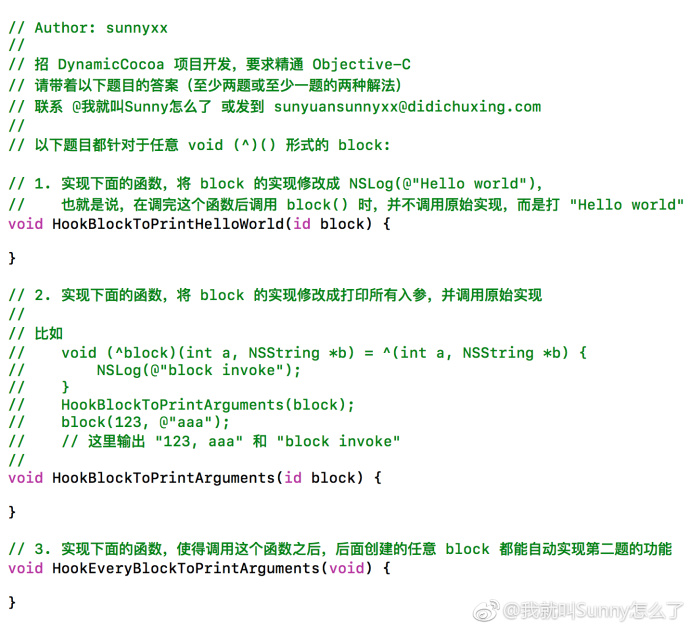 // Author: sunnyxx
//
// 招 DynamicCocoa 项目开发，要求精通 Objective-C
// 请带着以下题目的答案（至少两题或至少一题的两种解法）
// 联系 @我就叫Sunny怎么了 或发到 sunyuansunnyxx@didichuxing.com
//
// 以下题目都针对于任意 void (^)() 形式的 block:
// 1. 实现下面的函数，将 block 的实现修改成 NSLog(@"Hello world"),
// 也就是说，在调完这个函数后调用 block() 时，并不调用原始实现，而是打 "Hello world"
void HookBlockToPrintHelloWorld(id block) {
}
// 2. 实现下面的函数，将 block 的实现修改成打印所有入参，并调用原始实现
//
// 比如
// void (^block)(int a, NSString *b) = ^(int a, NSString *b) {
// NSLog(@"block invoke");
// }
// HookBlockToPrintArguments(block);
// block(123, @"aaa");
// // 这里输出 "123, aaa" 和 "block invoke"
//
void HookBlockToPrintArguments(id block) {
}
// 3. 实现下面的函数，使得调用这个函数之后，后面创建的任意 block 都能自动实现第二题的功能
void HookEveryBlockToPrintArguments(void) {
}
@我就叫Sunny怎么了